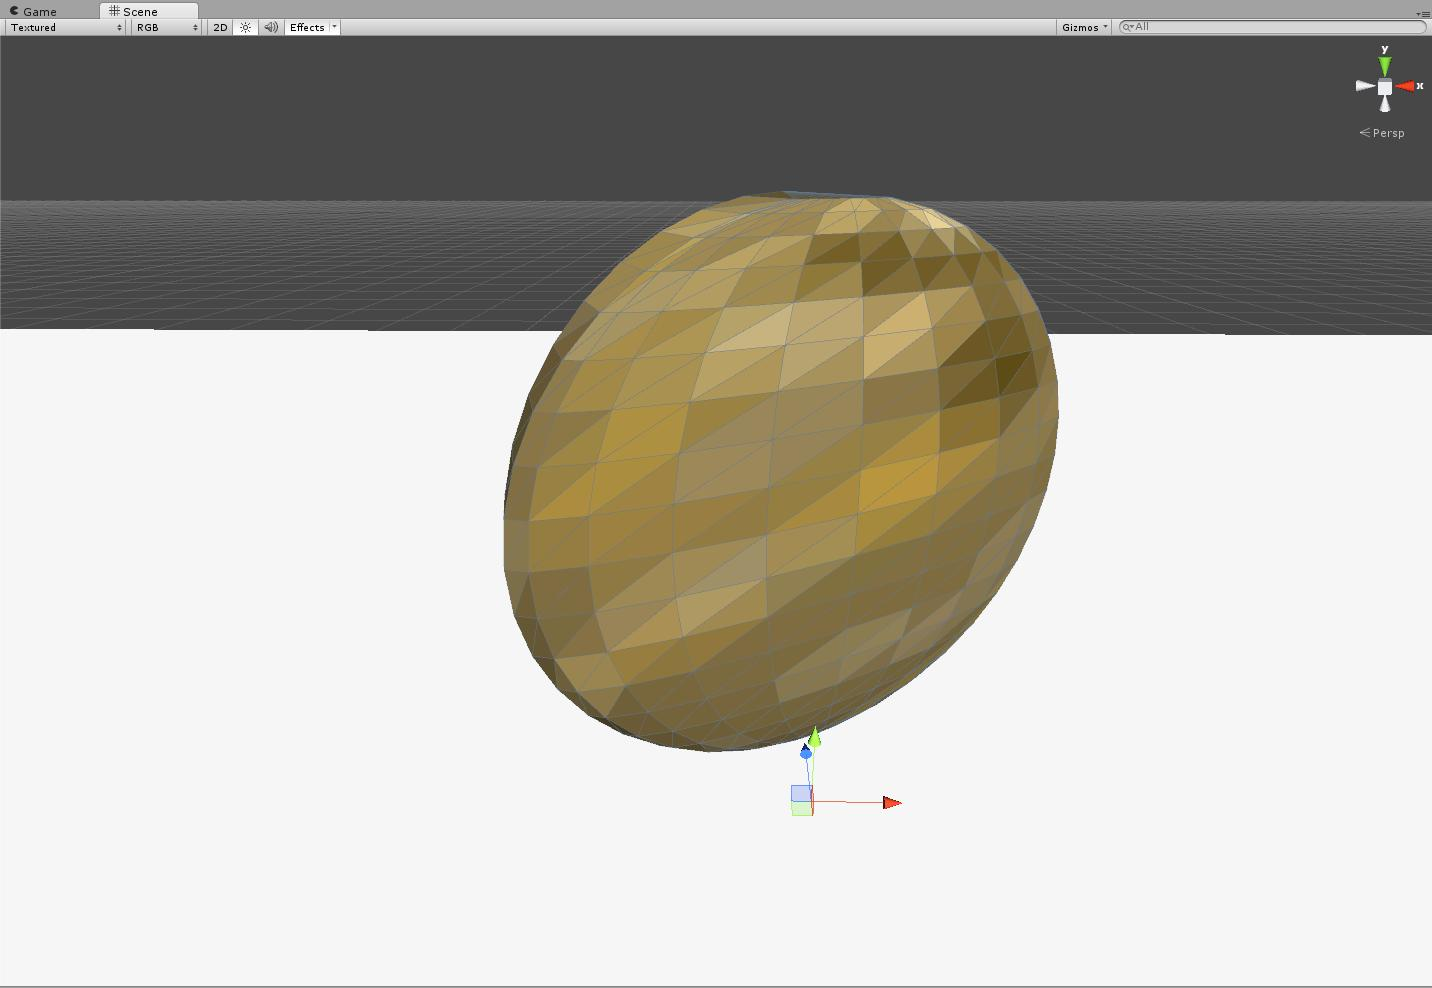 Game Scene
Textured RGB 2D Effects Gizmos All
y
x
Persp